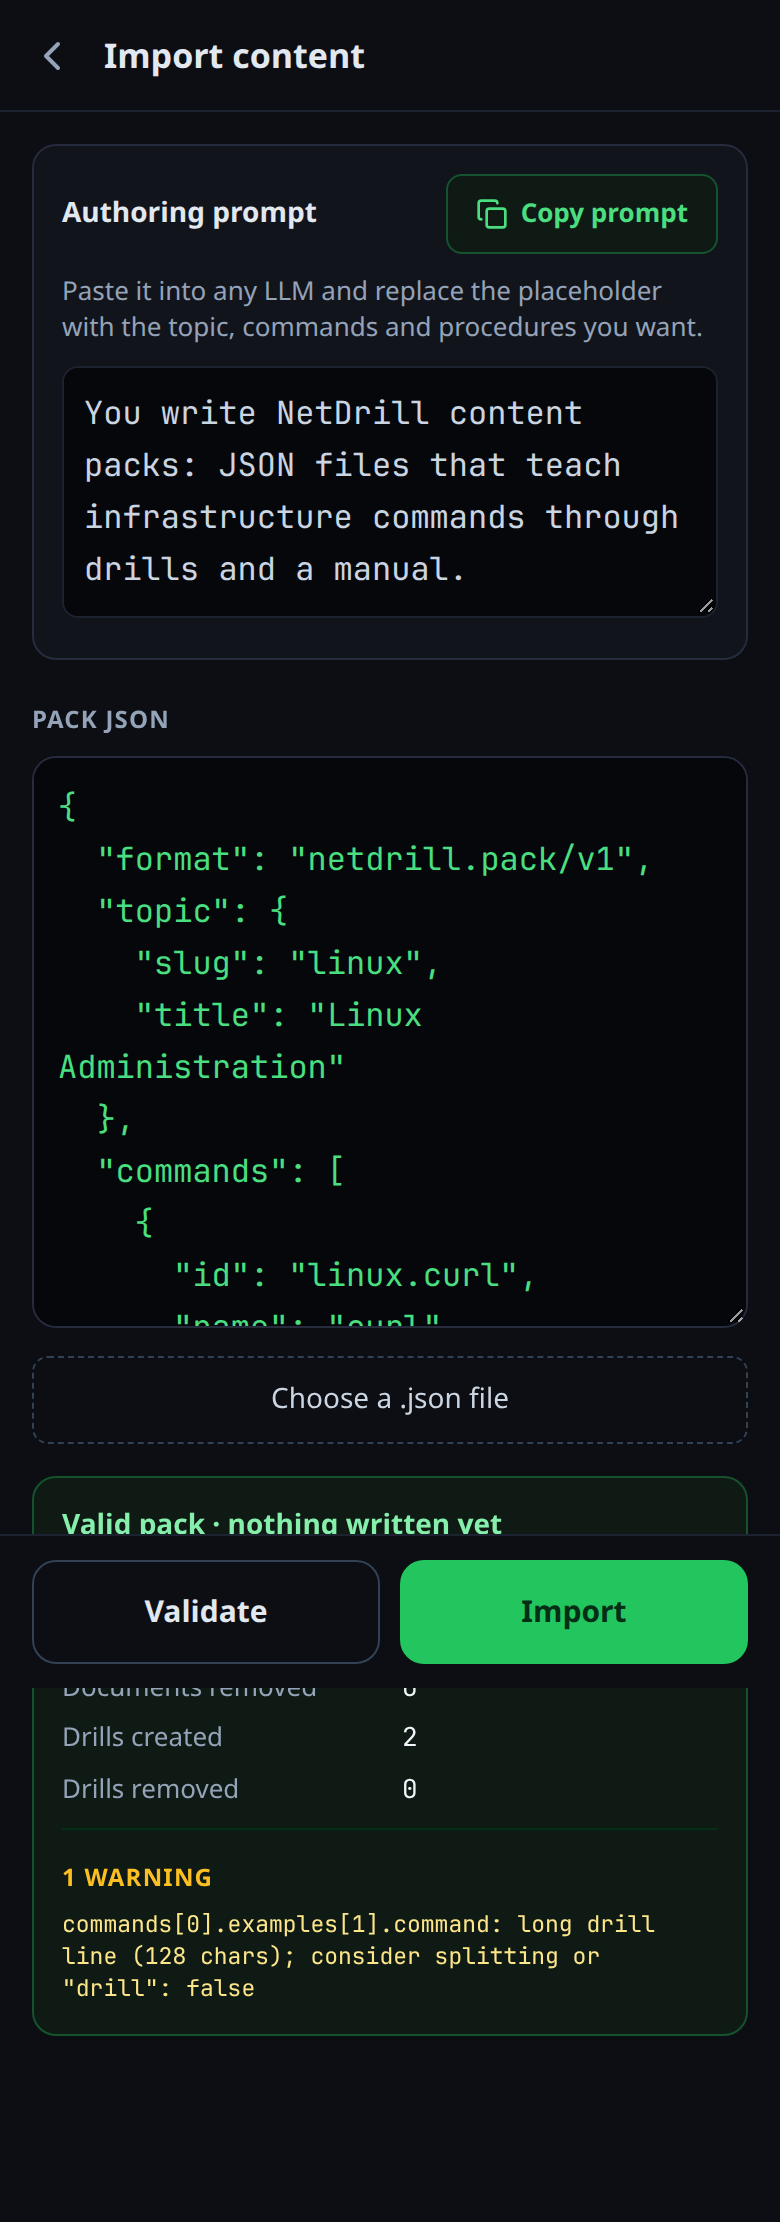 Import content
Authoring prompt
Copy prompt
Paste it into any LLM and replace the placeholder
with the topic, commands and procedures you want.
You write NetDrill content
packs: JSON files that teach
infrastructure commands through
drills and a manual.
PACK JSON
{
  "format": "netdrill.pack/v1",
  "topic": {
    "slug": "linux",
    "title": "Linux
Administration"
  },
  "commands": [
    {
      "id": "linux.curl",
      "name": "curl"
Choose a .json file
Valid pack · nothing written yet
Validate
Import
Documents removed
Drills created 2
Drills removed 0
1 WARNING
commands[0].examples[1].command: long drill
line (128 chars); consider splitting or
"drill": false